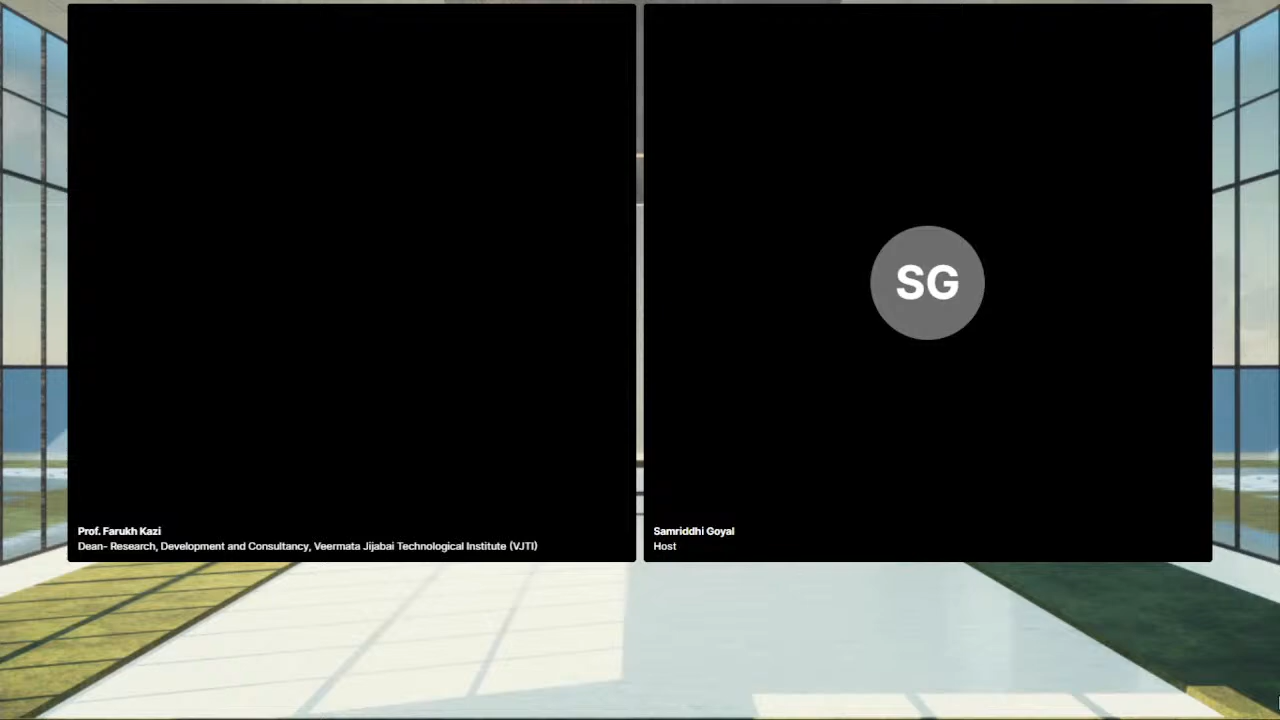 SG
Prof. Farukh Kazi
Dean- Research, Development and Consultancy, Veermata Jijabai Technological Institute (VJTI)
Samriddhi Goyal
Host